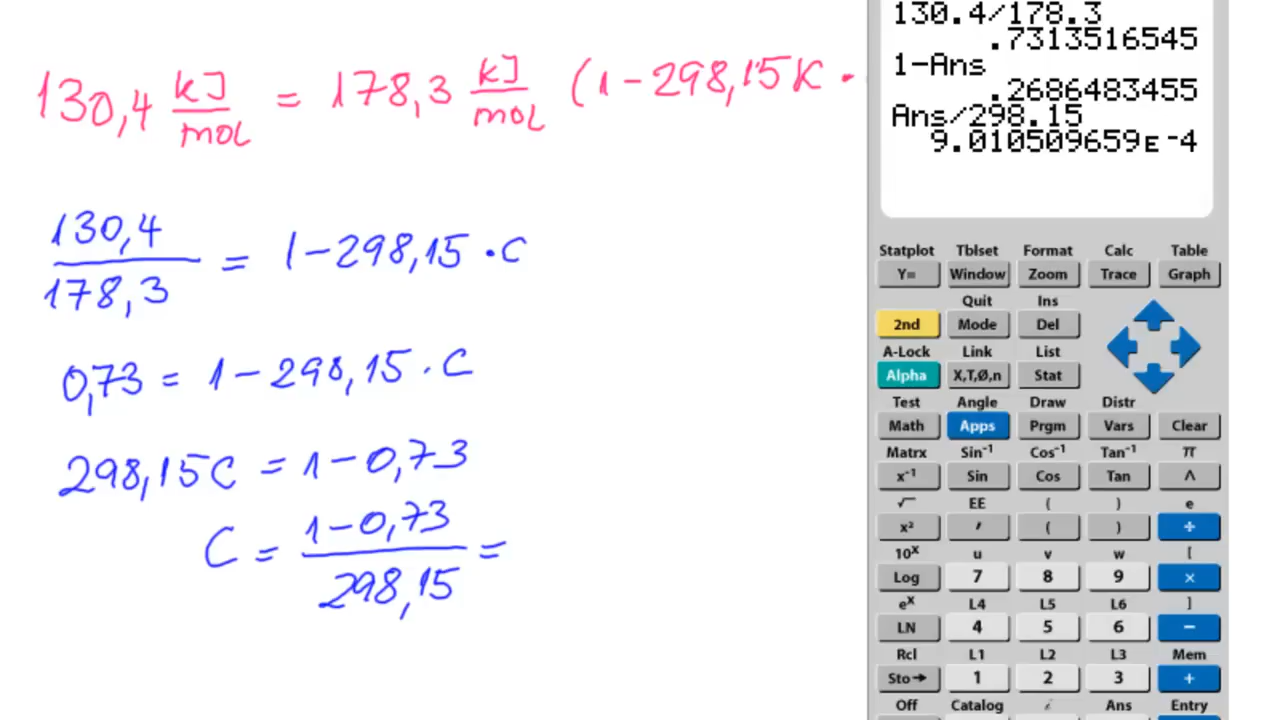 130,4 kJ/mol = 178,3 kJ/mol (1 - 298,15K ·
130,4/178,3 = 1 - 298,15 · C
0,73 = 1 - 298,15 · C
298,15C = 1 - 0,73
C = 1 - 0,73/298,15 =
130.4/178.3
.7313516545
1-Ans
.2686483455
Ans/298.15
9.010509659E-4
Statplot Tblset Format Calc Table
Y= Window Zoom Trace Graph
Quit Ins
2nd Mode Del
A-Lock Link List
Alpha X,T,Θ,n Stat
Test Angle Draw Distr
Math Apps Prgm Vars Clear
Matrx Sin⁻¹ Cos⁻¹ Tan⁻¹ π
x⁻¹ Sin Cos Tan ^
√ EE ( ) e
x² , ( ) ÷
10ˣ u v w [
Log 7 8 9 ×
eˣ L4 L5 L6 ]
LN 4 5 6 −
Rcl L1 L2 L3 Mem
Sto→ 1 2 3 +
Off Catalog i Ans Entry